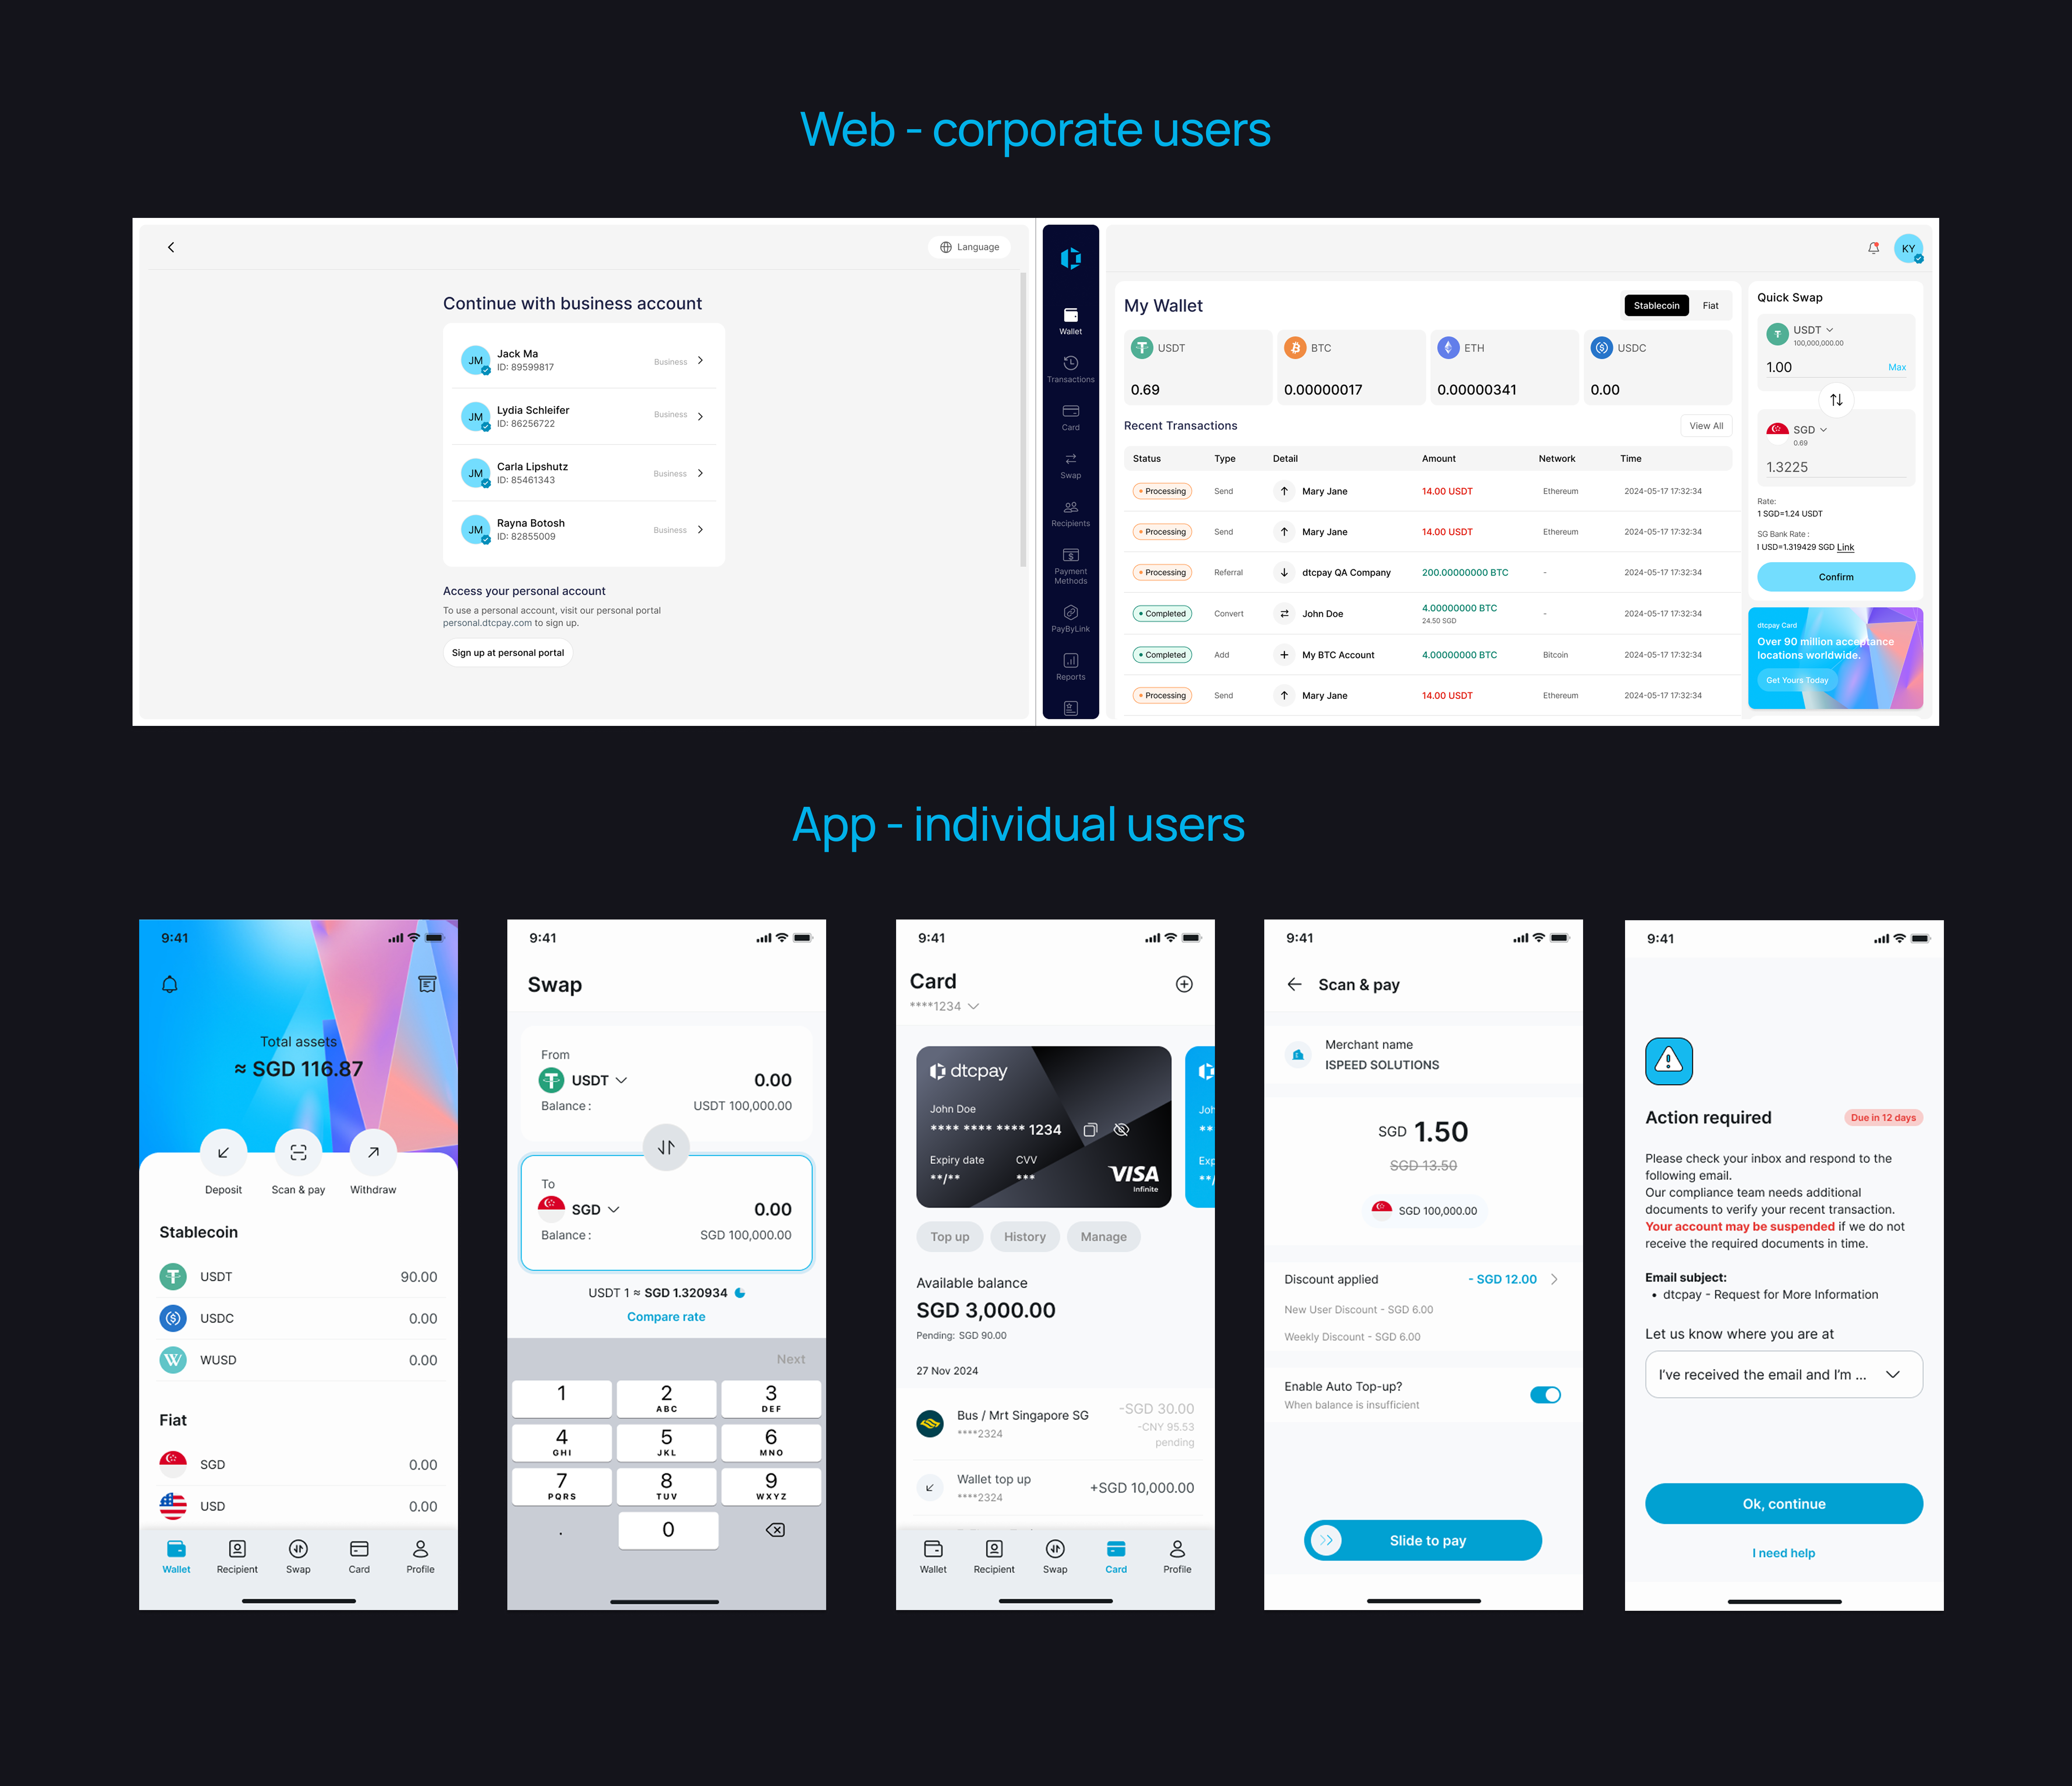 Web - corporate users
Language
Continue with business account
JM
Jack Ma
ID: 89599817
Business
JM
Lydia Schleifer
ID: 86256722
Business
JM
Carla Lipshutz
ID: 85461343
Business
JM
Rayna Botosh
ID: 82855009
Business
Access your personal account
To use a personal account, visit our personal portal
personal.dtcpay.com to sign up.
Sign up at personal portal
Wallet
Transactions
Card
Swap
Recipients
Payment
Methods
PayByLink
Reports
KY
My Wallet
Stablecoin Fiat
USDT
0.69
BTC
0.00000017
ETH
0.00000341
USDC
0.00
Recent Transactions
View All
Status Type Detail Amount Network Time
Processing Send Mary Jane 14.00 USDT Ethereum 2024-05-17 17:32:34
Processing Send Mary Jane 14.00 USDT Ethereum 2024-05-17 17:32:34
Processing Referral dtcpay QA Company 200.00000000 BTC - 2024-05-17 17:32:34
Completed Convert John Doe 4.00000000 BTC - 2024-05-17 17:32:34
24.50 SGD
Completed Add My BTC Account 4.00000000 BTC Bitcoin 2024-05-17 17:32:34
Processing Send Mary Jane 14.00 USDT Ethereum 2024-05-17 17:32:34
Quick Swap
USDT
100,000,000.00
1.00 Max
SGD
0.69
1.3225
Rate:
1 SGD=1.24 USDT
SG Bank Rate :
1 USD=1.319429 SGD Link
Confirm
dtcpay Card
Over 90 million acceptance
locations worldwide.
Get Yours Today
App - individual users
9:41
Total assets
≈ SGD 116.87
Deposit Scan & pay Withdraw
Stablecoin
USDT 90.00
USDC 0.00
WUSD 0.00
Fiat
SGD 0.00
USD 0.00
Wallet Recipient Swap Card Profile
9:41
Swap
From
USDT 0.00
Balance : USDT 100,000.00
To
SGD 0.00
Balance : SGD 100,000.00
USDT 1 ≈ SGD 1.320934
Compare rate
Next
1 2 3
ABC DEF
4 5 6
GHI JKL MNO
7 8 9
PQRS TUV WXYZ
. 0
9:41
Card
****1234
dtcpay
John Doe
**** **** **** 1234
Expiry date CVV
**/** ***
VISA
Infinite
Joh
**
Exp
**/
Top up History Manage
Available balance
SGD 3,000.00
Pending: SGD 90.00
27 Nov 2024
Bus / Mrt Singapore SG -SGD 30.00
****2324 -CNY 95.53
pending
Wallet top up +SGD 10,000.00
****2324
Wallet Recipient Swap Card Profile
9:41
Scan & pay
Merchant name
ISPEED SOLUTIONS
SGD 1.50
SGD 13.50
SGD 100,000.00
Discount applied - SGD 12.00
New User Discount - SGD 6.00
Weekly Discount - SGD 6.00
Enable Auto Top-up?
When balance is insufficient
Slide to pay
9:41
Action required Due in 12 days
Please check your inbox and respond to the
following email.
Our compliance team needs additional
documents to verify your recent transaction.
Your account may be suspended if we do not
receive the required documents in time.
Email subject:
• dtcpay - Request for More Information
Let us know where you are at
I've received the email and I'm ...
Ok, continue
I need help